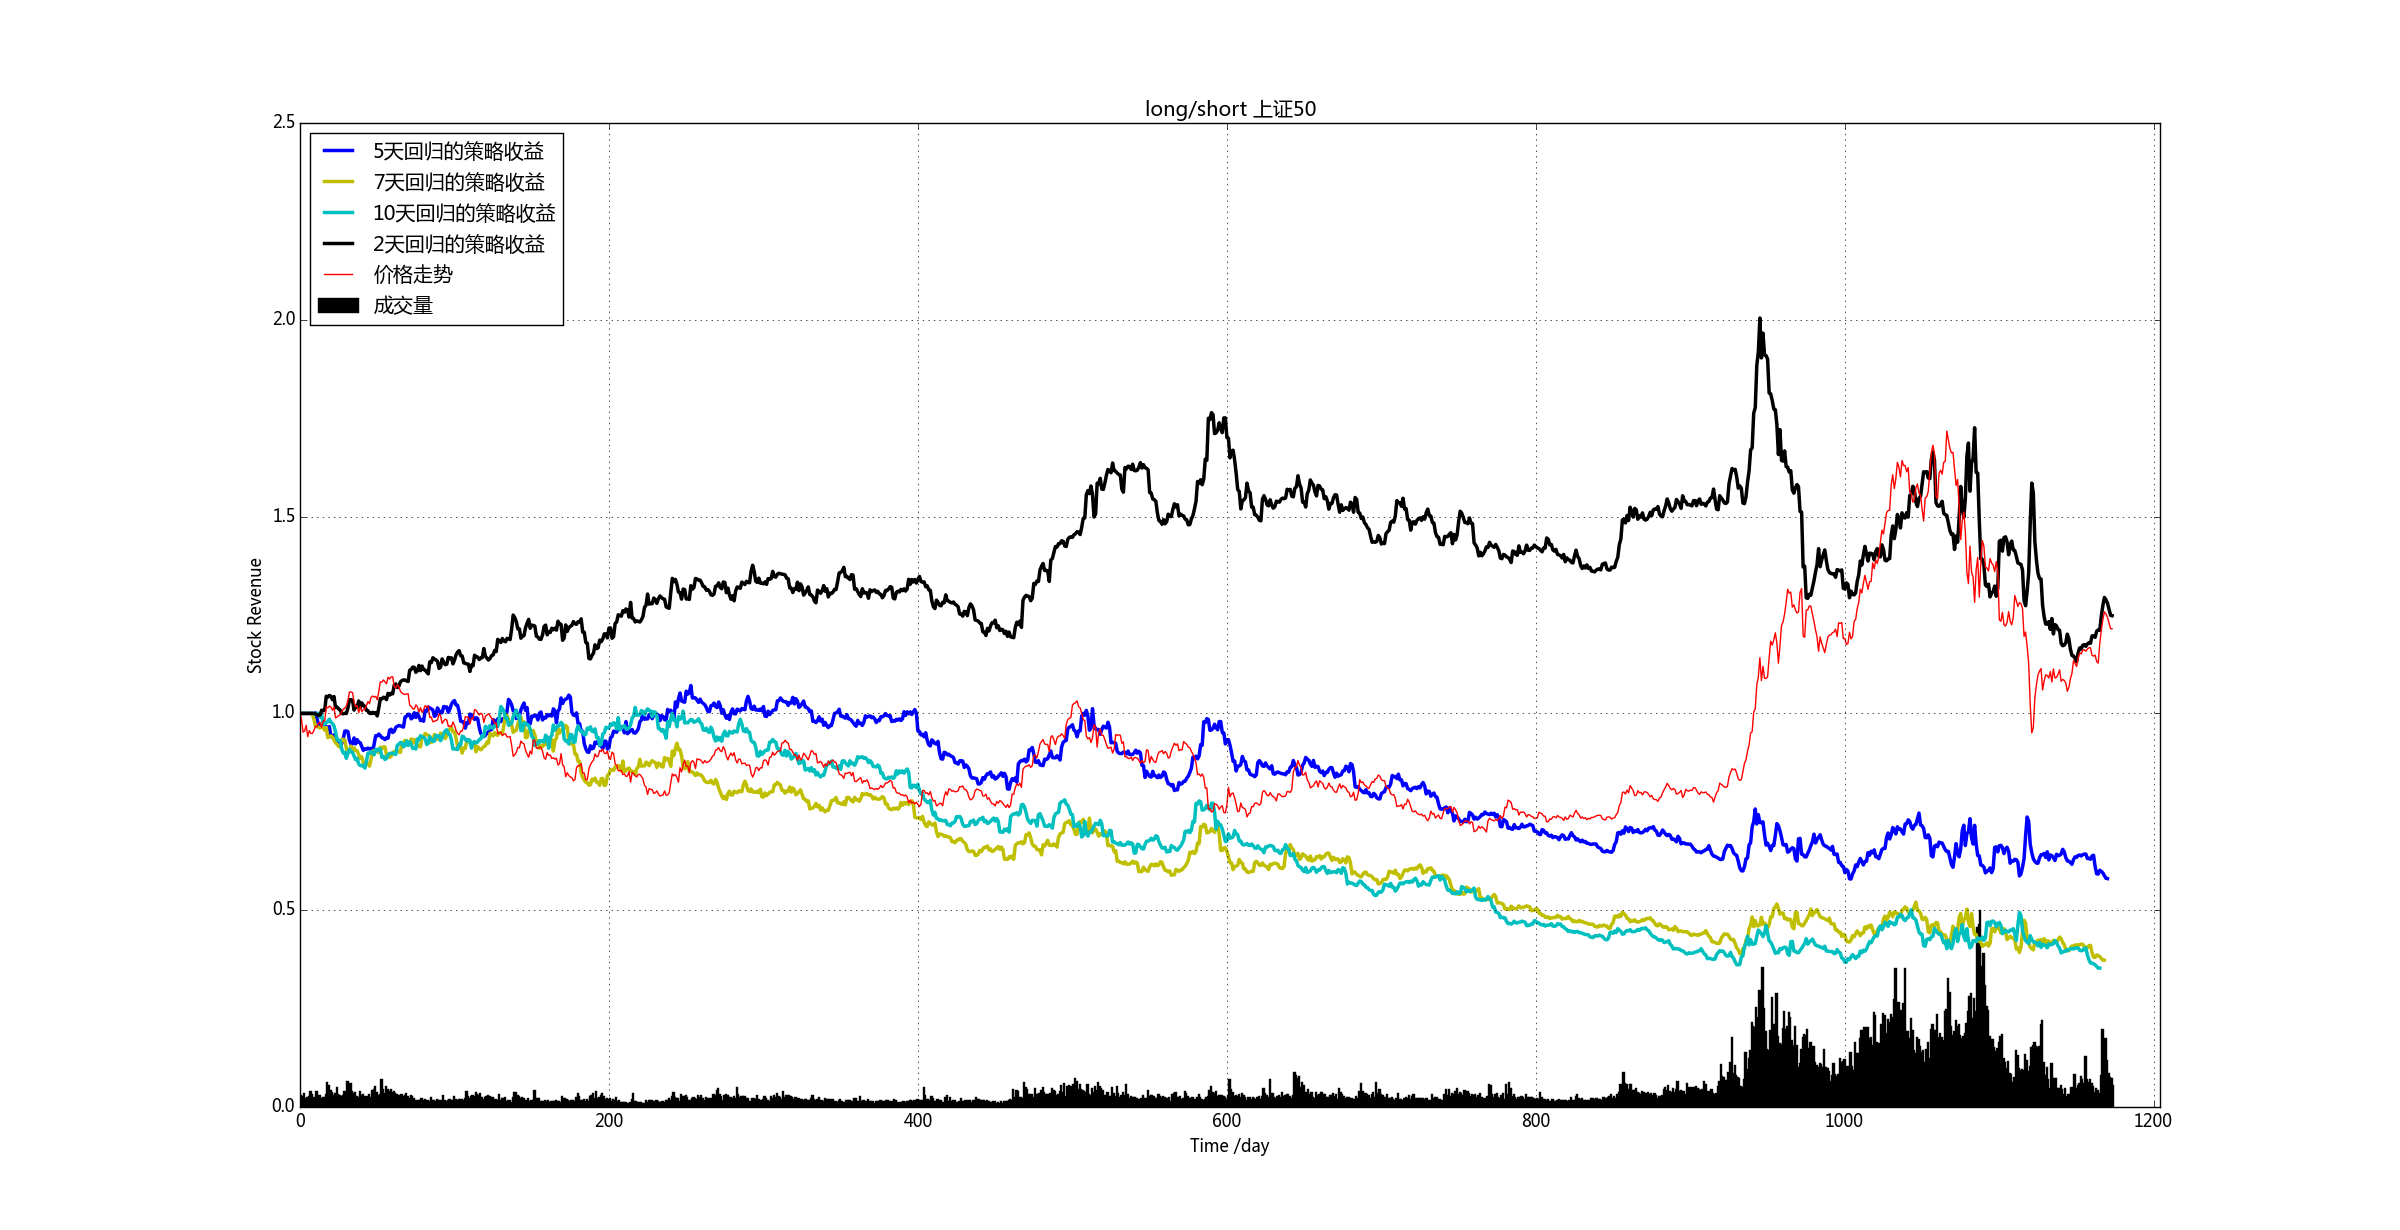 long/short 上证50
2.5
2.0
1.5
1.0
0.5
0.0
Stock Revenue
5天回归的策略收益
7天回归的策略收益
10天回归的策略收益
2天回归的策略收益
价格走势
成交量
0 200 400 600 800 1000 1200
Time /day